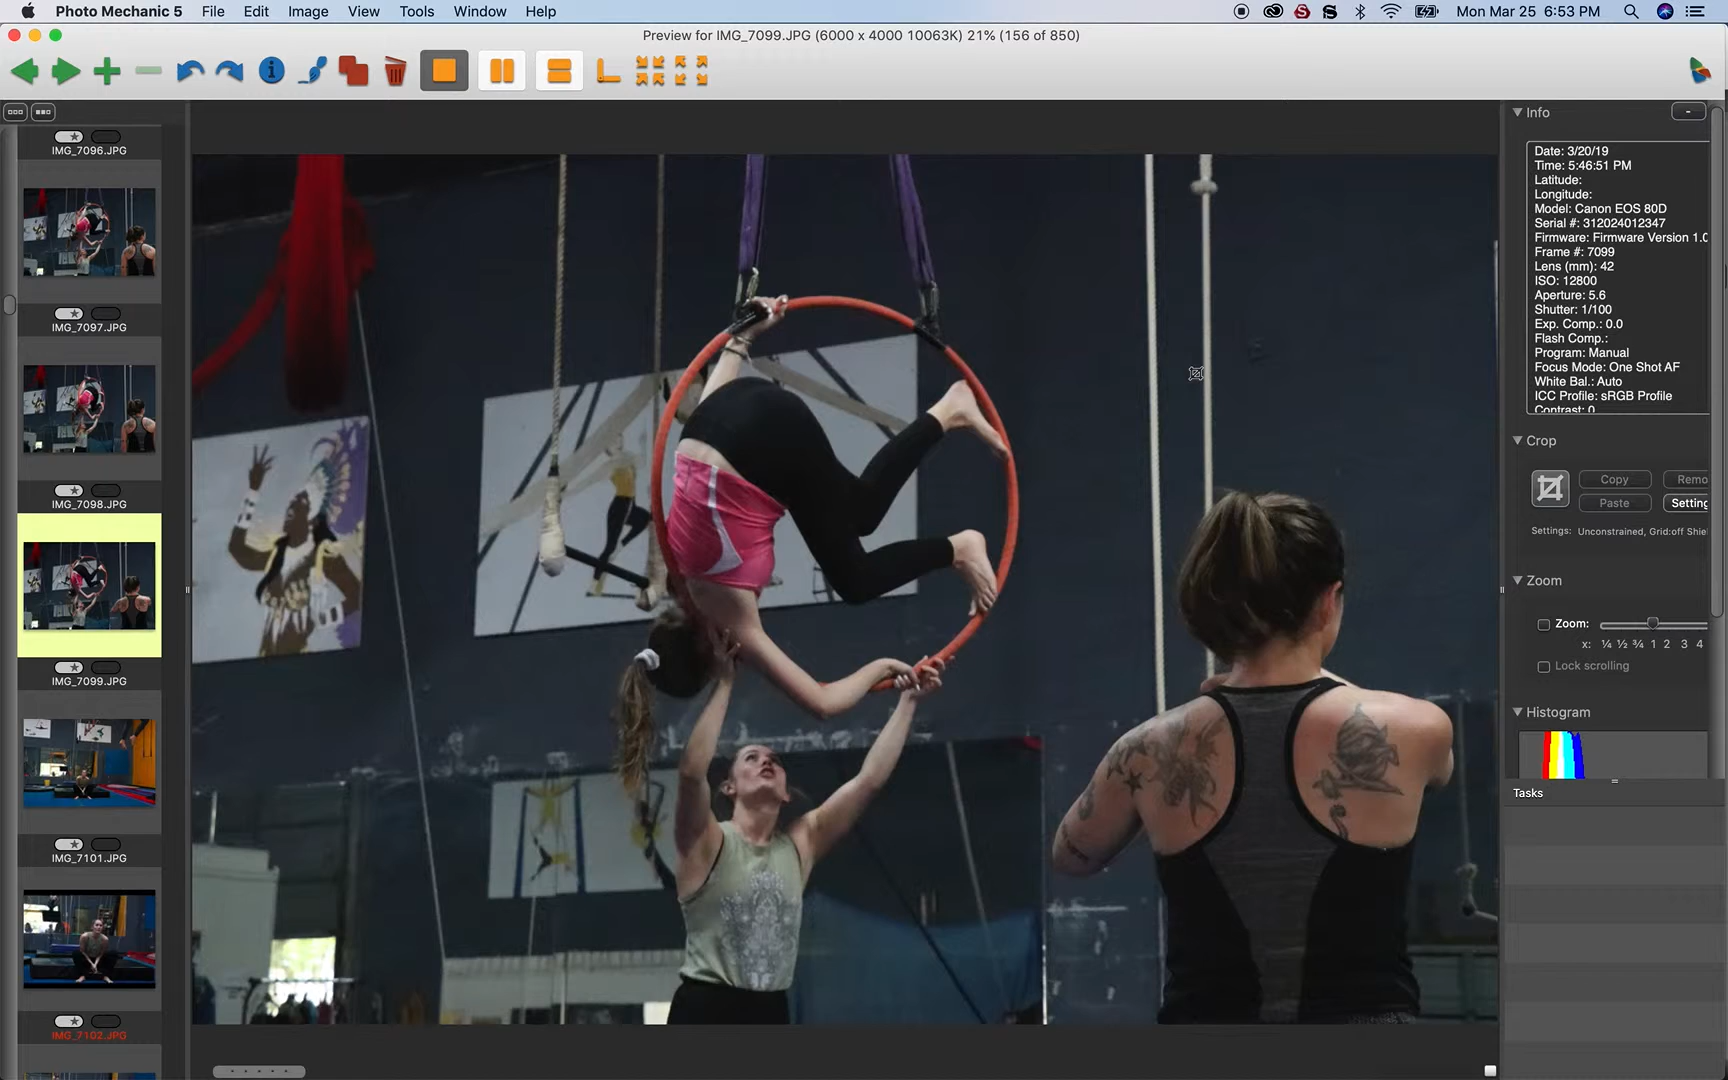 Photo Mechanic 5 File Edit Image View Tools Window Help Mon Mar 25 6:53 PM
Preview for IMG_7099.JPG (6000 x 4000 10063K) 21% (156 of 850)
IMG_7096.JPG
IMG_7097.JPG
IMG_7098.JPG
IMG_7099.JPG
IMG_7101.JPG
IMG_7102.JPG
Info
Date: 3/20/19
Time: 5:46:51 PM
Latitude:
Longitude:
Model: Canon EOS 80D
Serial #: 312024012347
Firmware: Firmware Version 1.0
Frame #: 7099
Lens (mm): 42
ISO: 12800
Aperture: 5.6
Shutter: 1/100
Exp. Comp.: 0.0
Flash Comp.:
Program: Manual
Focus Mode: One Shot AF
White Bal.: Auto
ICC Profile: sRGB Profile
Contrast: 0
Crop
Copy Remo
Paste Setting
Settings: Unconstrained, Grid:off Shie
Zoom
Zoom:
x: ¼ ½ ¾ 1 2 3 4
Lock scrolling
Histogram
Tasks